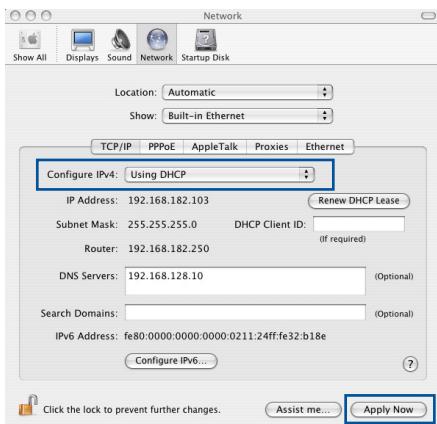 Network
Show All Displays Sound Network Startup Disk
Location: Automatic
Show: Built-in Ethernet
TCP/IP PPPoE AppleTalk Proxies Ethernet
Configure IPv4: Using DHCP
IP Address: 192.168.182.103 Renew DHCP Lease
Subnet Mask: 255.255.255.0 DHCP Client ID:
(If required)
Router: 192.168.182.250
DNS Servers: 192.168.128.10 (Optional)
Search Domains: (Optional)
IPv6 Address: fe80:0000:0000:0000:0211:24ff:fe32:b18e
Configure IPv6... ?
Click the lock to prevent further changes. Assist me... Apply Now